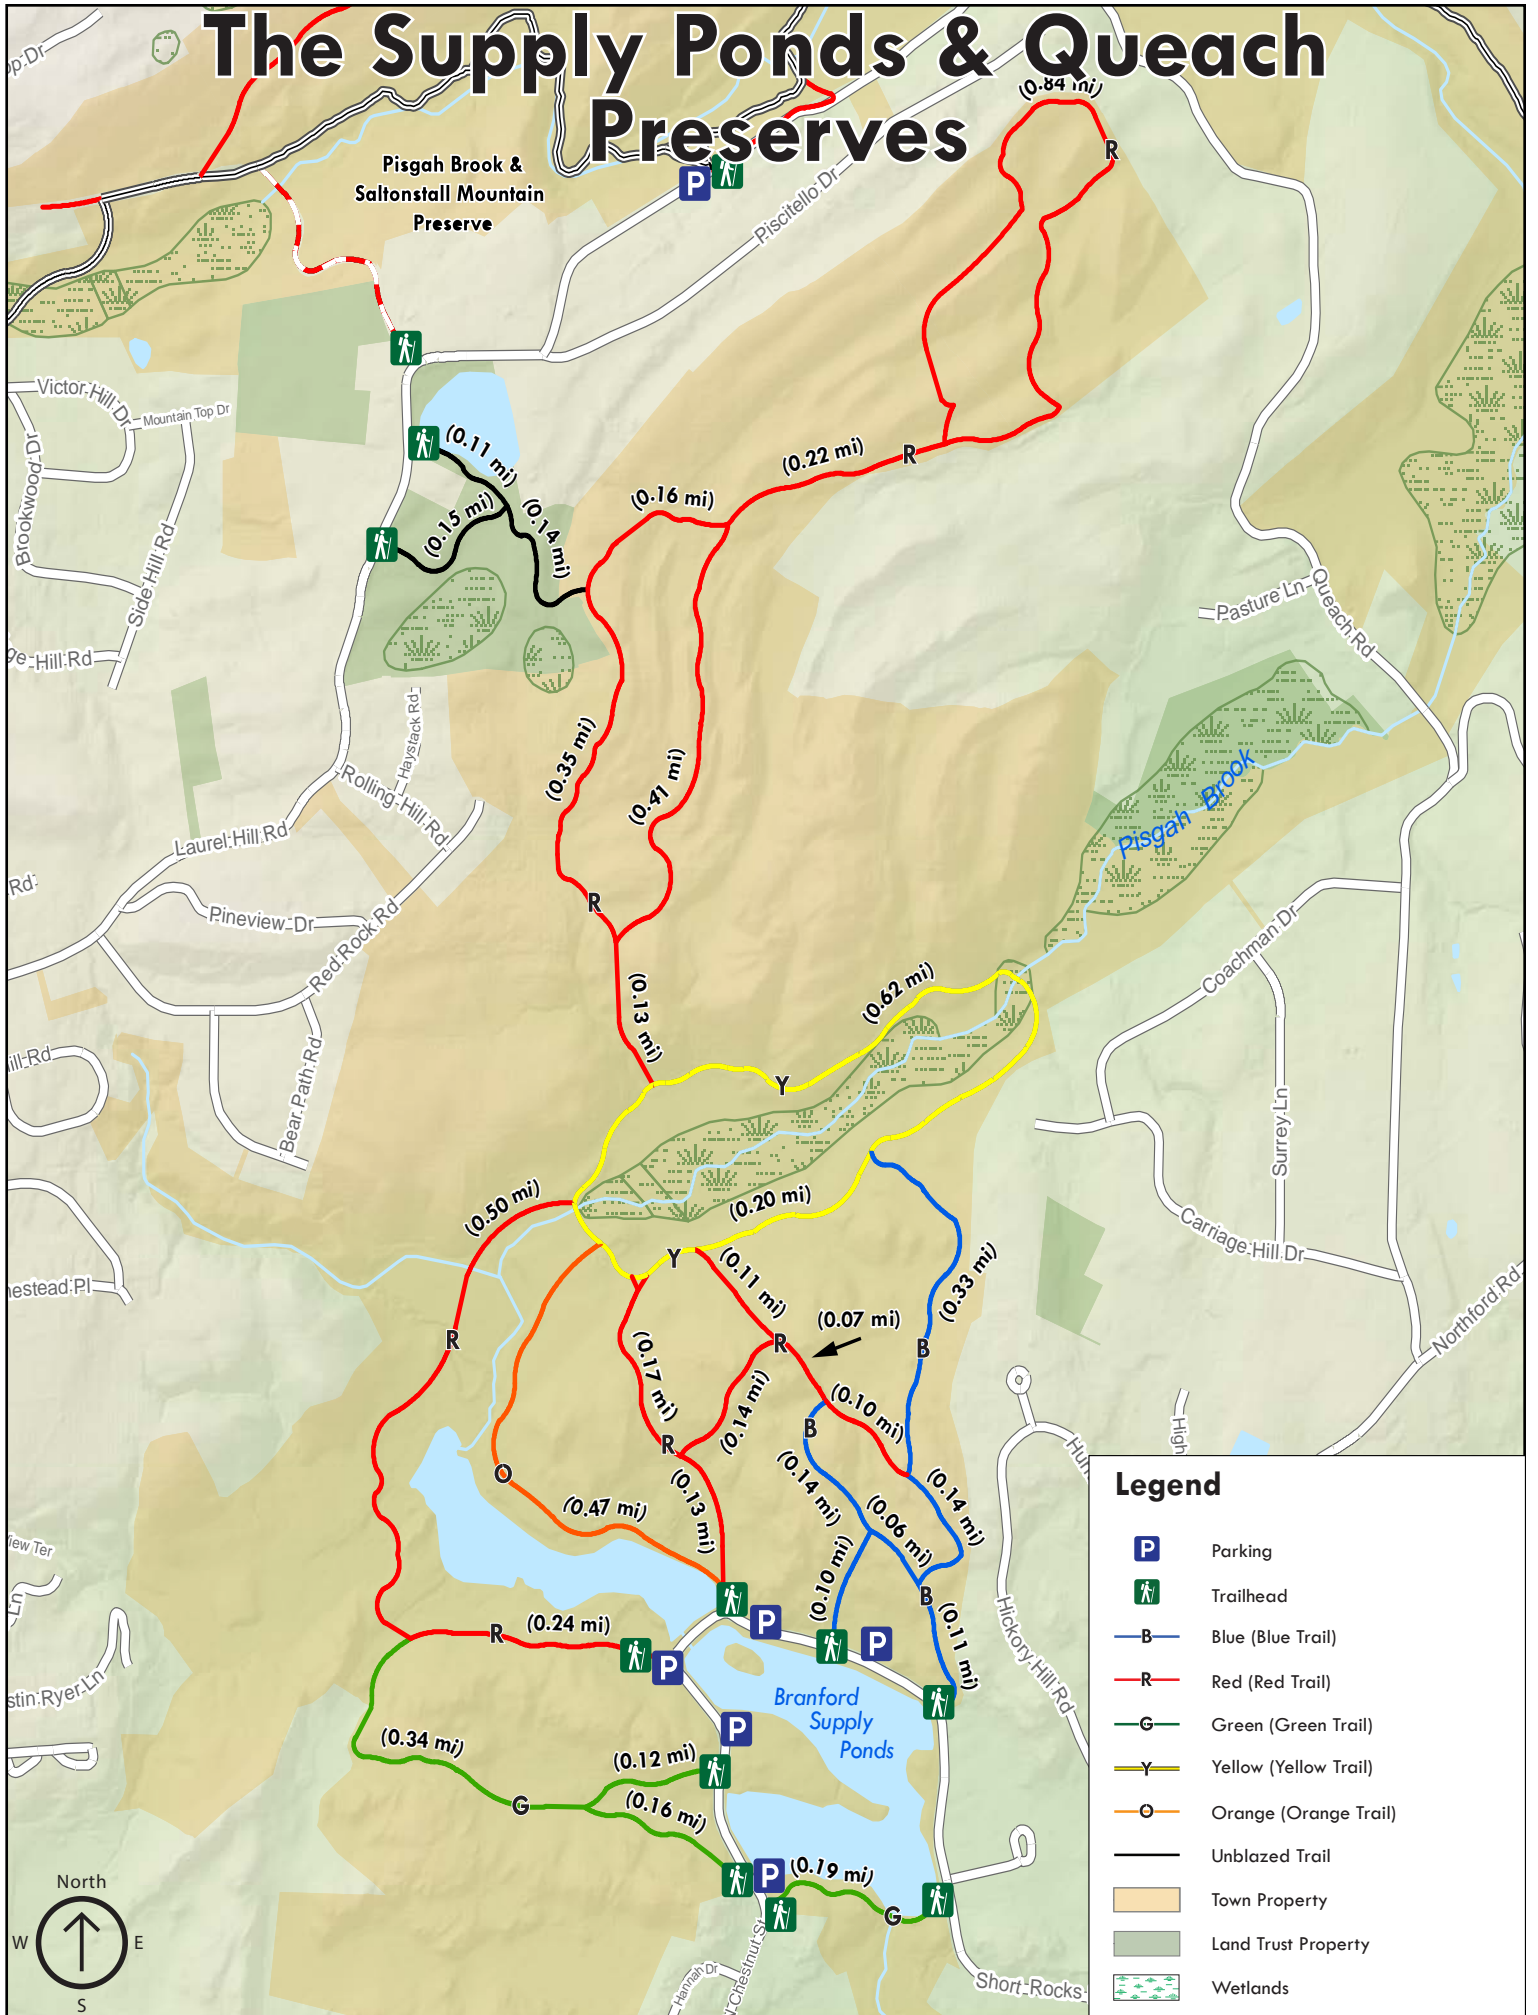 The Supply Ponds & Queach
Preserves
(0.84 mi)
R
Pisgah Brook &
Saltonstall Mountain
Preserve
P
Piscitello Dr
Victor Hill Dr
Mountain Top Dr
Brookwood Dr
Side Hill Rd
(0.11 mi)
(0.15 mi)
(0.14 mi)
(0.16 mi)
(0.22 mi)
R
Pasture Ln
Queach Rd
Haystack Rd
Rolling Hill Rd
Laurel Hill Rd
(0.35 mi)
(0.41 mi)
Pisgah Brook
Rd
Pineview Dr
Red Rock Rd
R
Coachman Dr
(0.13 mi)
(0.62 mi)
Bear Path Rd
Y
Surrey Ln
(0.50 mi)
(0.20 mi)
Carriage Hill Dr
Y
(0.11 mi)
(0.33 mi)
Northford Rd
R
(0.07 mi)
R
B
(0.17 mi)
(0.14 mi)
(0.10 mi)
B
R
O
(0.47 mi)
(0.13 mi)
(0.14 mi)
(0.06 mi)
(0.14 mi)
(0.10 mi)
B
(0.11 mi)
Hickory Hill Rd
R
(0.24 mi)
P
P
P
Branford
Supply
Ponds
P
(0.34 mi)
(0.12 mi)
G
(0.16 mi)
P
(0.19 mi)
G
Hannah Dr
Chestnut St
Short Rocks
North
W
E
S
Legend
P
Parking
Trailhead
B
Blue (Blue Trail)
R
Red (Red Trail)
G
Green (Green Trail)
Y
Yellow (Yellow Trail)
O
Orange (Orange Trail)
Unblazed Trail
Town Property
Land Trust Property
Wetlands